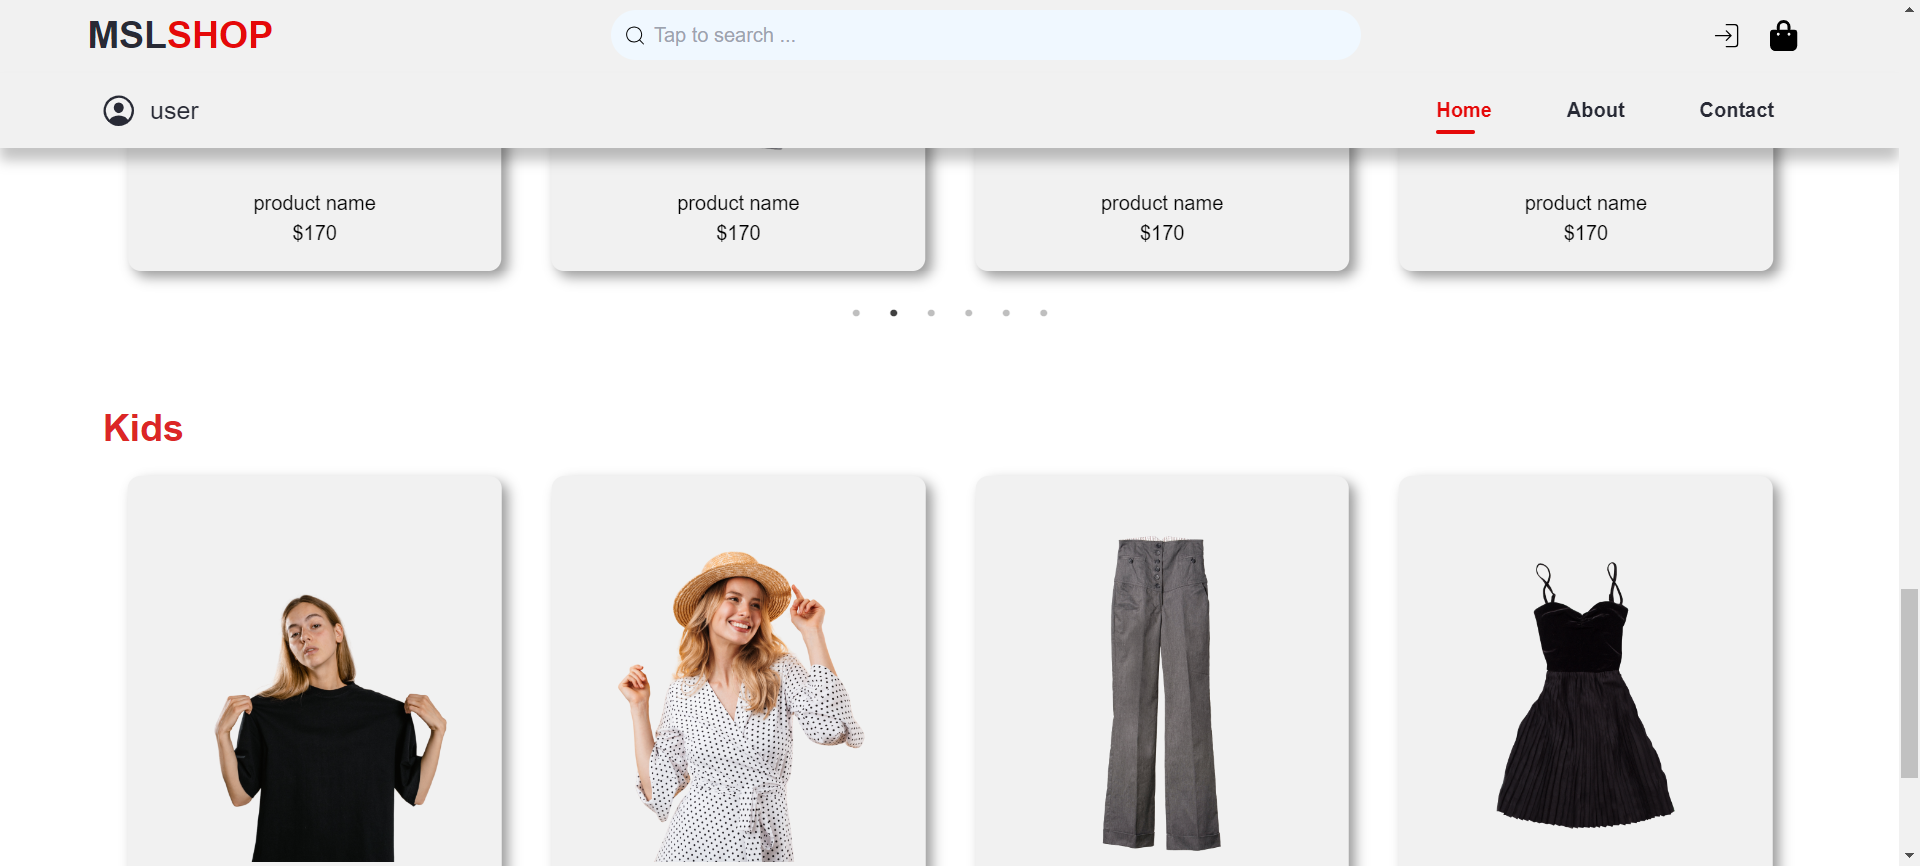 MSLSHOP
Tap to search ...
user
Home
About
Contact
product name
$170
product name
$170
product name
$170
product name
$170
Kids